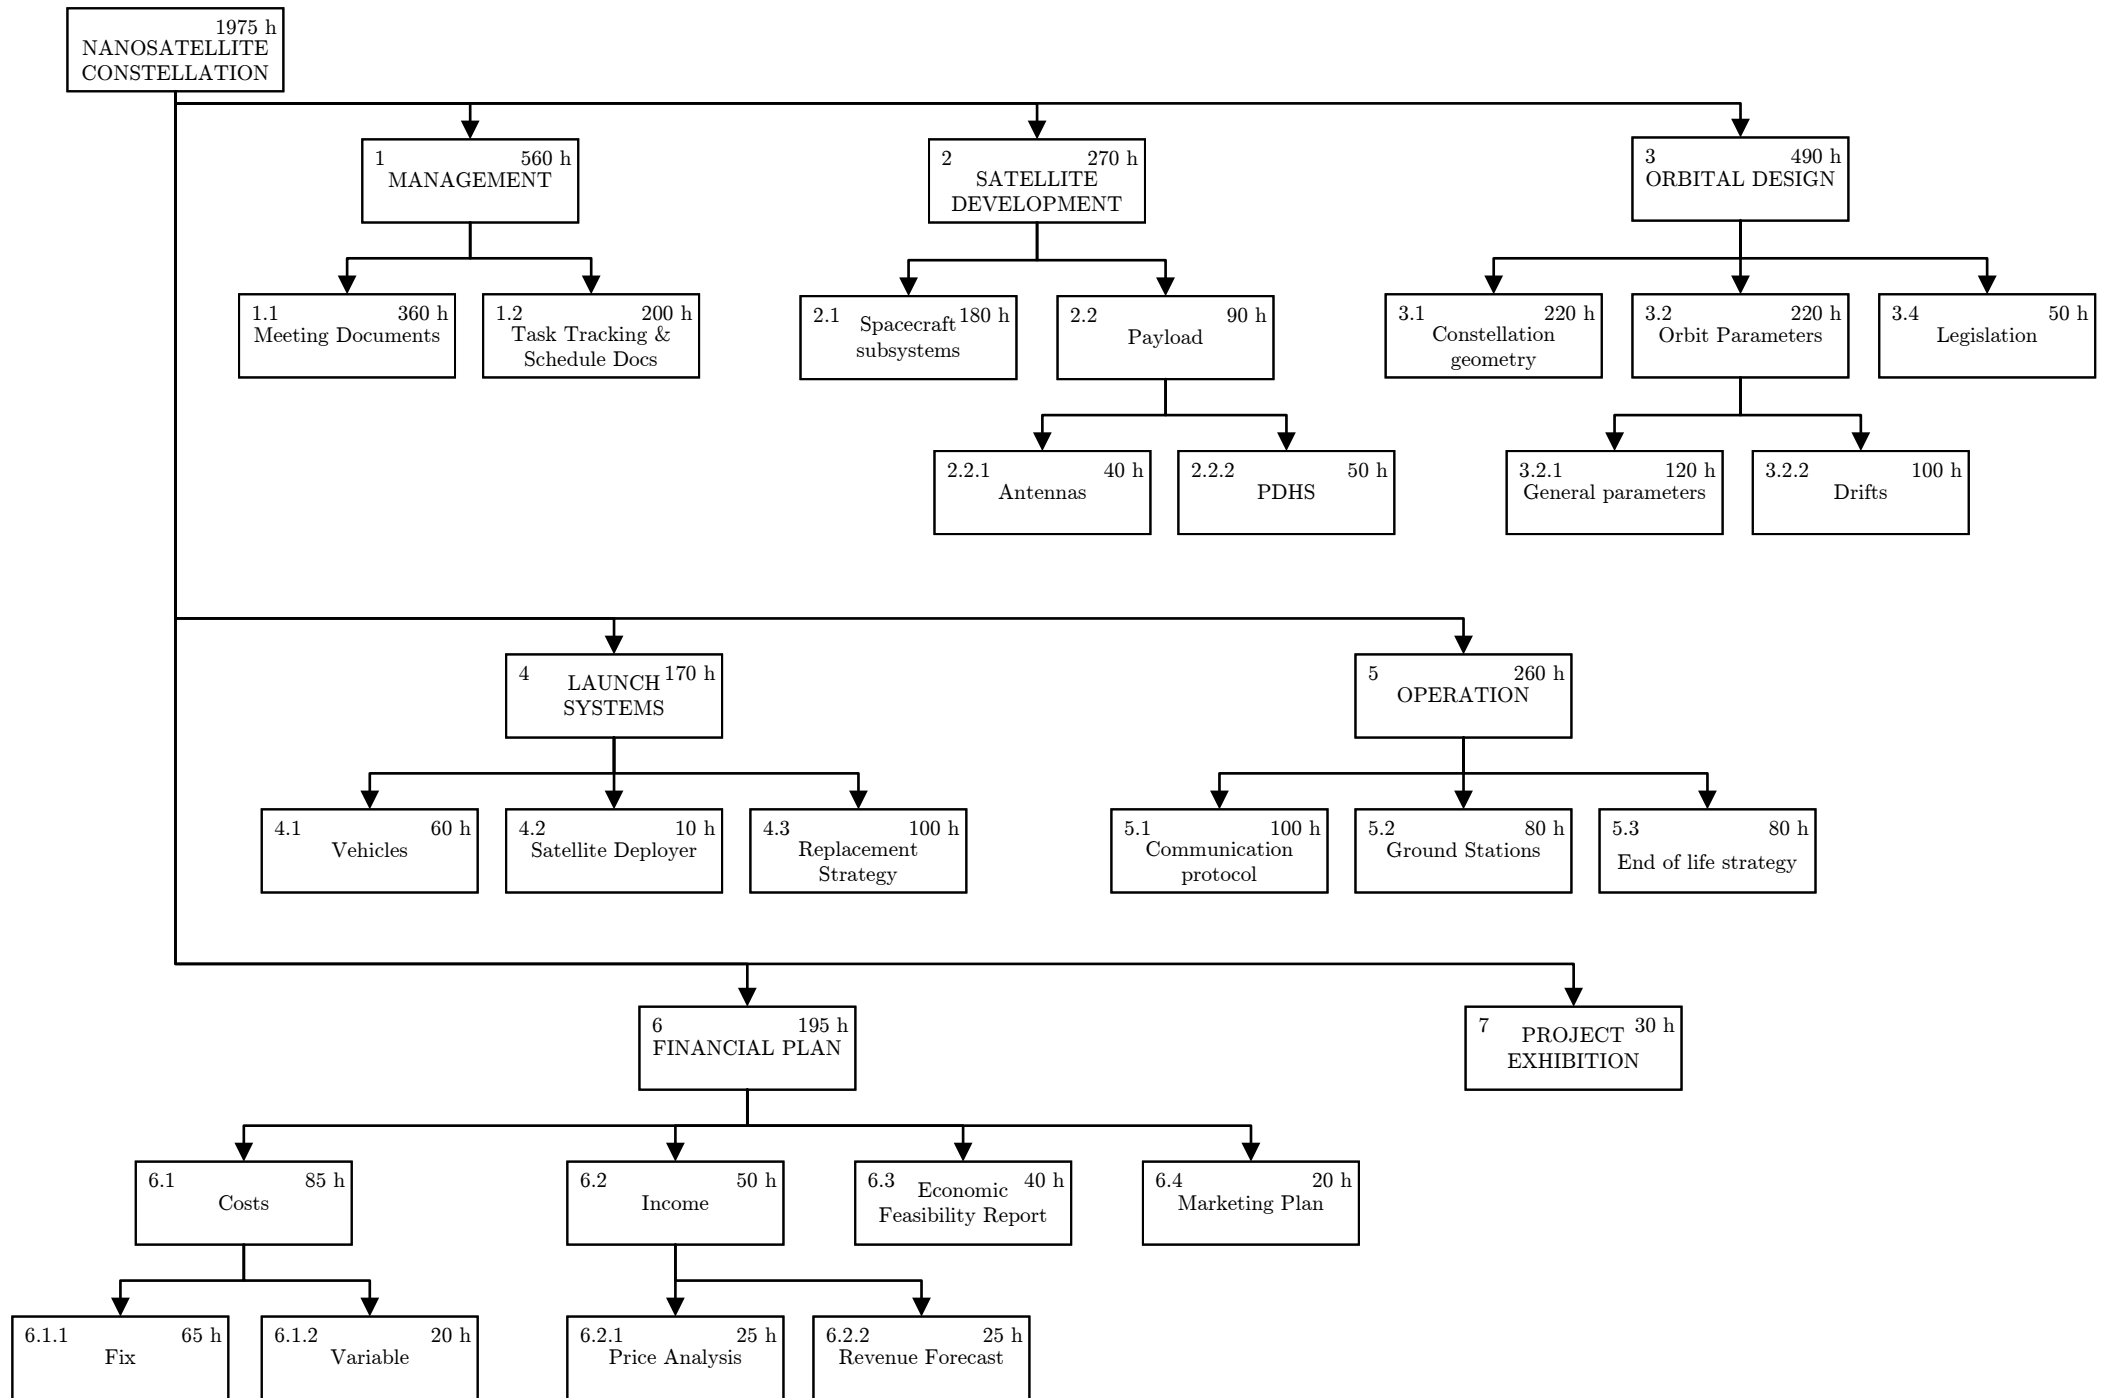 1975 h
NANOSATELLITE
CONSTELLATION
1 560 h
MANAGEMENT
2 270 h
SATELLITE
DEVELOPMENT
3 490 h
ORBITAL DESIGN
1.1 360 h
Meeting Documents
1.2 200 h
Task Tracking &
Schedule Docs
2.1 180 h
Spacecraft
subsystems
2.2 90 h
Payload
3.1 220 h
Constellation
geometry
3.2 220 h
Orbit Parameters
3.4 50 h
Legislation
2.2.1 40 h
Antennas
2.2.2 50 h
PDHS
3.2.1 120 h
General parameters
3.2.2 100 h
Drifts
4 170 h
LAUNCH
SYSTEMS
5 260 h
OPERATION
4.1 60 h
Vehicles
4.2 10 h
Satellite Deployer
4.3 100 h
Replacement
Strategy
5.1 100 h
Communication
protocol
5.2 80 h
Ground Stations
5.3 80 h
End of life strategy
6 195 h
FINANCIAL PLAN
7 30 h
PROJECT
EXHIBITION
6.1 85 h
Costs
6.2 50 h
Income
6.3 40 h
Economic
Feasibility Report
6.4 20 h
Marketing Plan
6.1.1 65 h
Fix
6.1.2 20 h
Variable
6.2.1 25 h
Price Analysis
6.2.2 25 h
Revenue Forecast